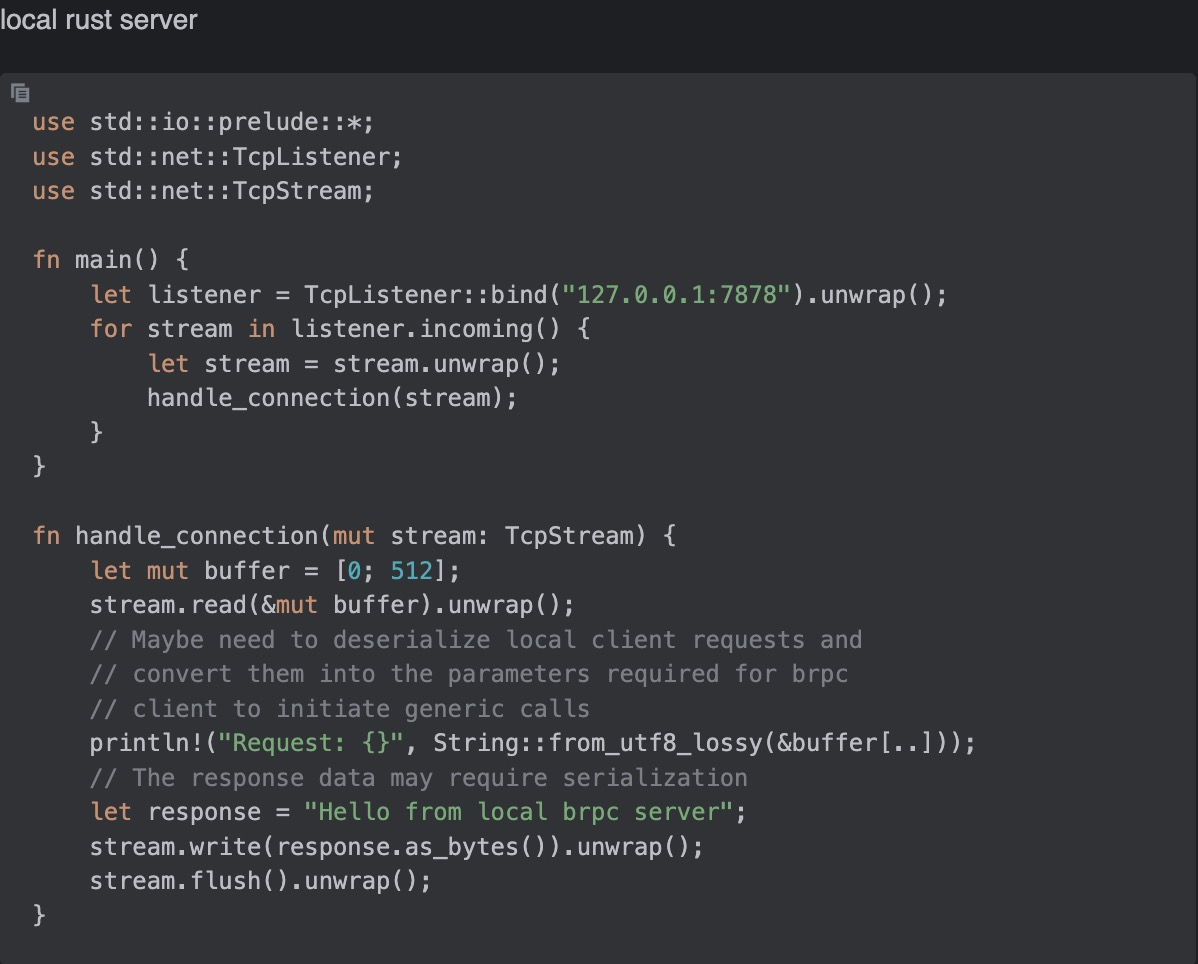 local rust server
use std::io::prelude::*;
use std::net::TcpListener;
use std::net::TcpStream;
fn main() {
    let listener = TcpListener::bind("127.0.0.1:7878").unwrap();
    for stream in listener.incoming() {
        let stream = stream.unwrap();
        handle_connection(stream);
    }
}
fn handle_connection(mut stream: TcpStream) {
    let mut buffer = [0; 512];
    stream.read(&mut buffer).unwrap();
    // Maybe need to deserialize local client requests and
    // convert them into the parameters required for brpc
    // client to initiate generic calls
    println!("Request: {}", String::from_utf8_lossy(&buffer[..]));
    // The response data may require serialization
    let response = "Hello from local brpc server";
    stream.write(response.as_bytes()).unwrap();
    stream.flush().unwrap();
}